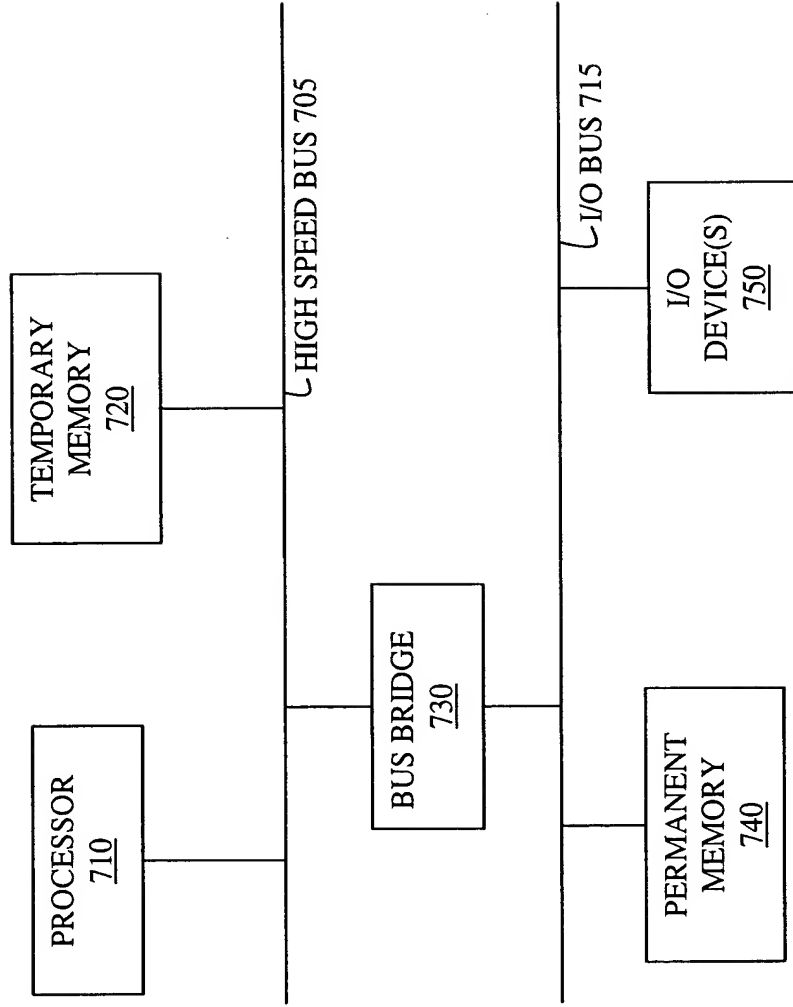 PROCESSOR
710
TEMPORARY
MEMORY
720
HIGH SPEED BUS 705
BUS BRIDGE
730
I/O BUS 715
PERMANENT
MEMORY
740
I/O
DEVICE(S)
750